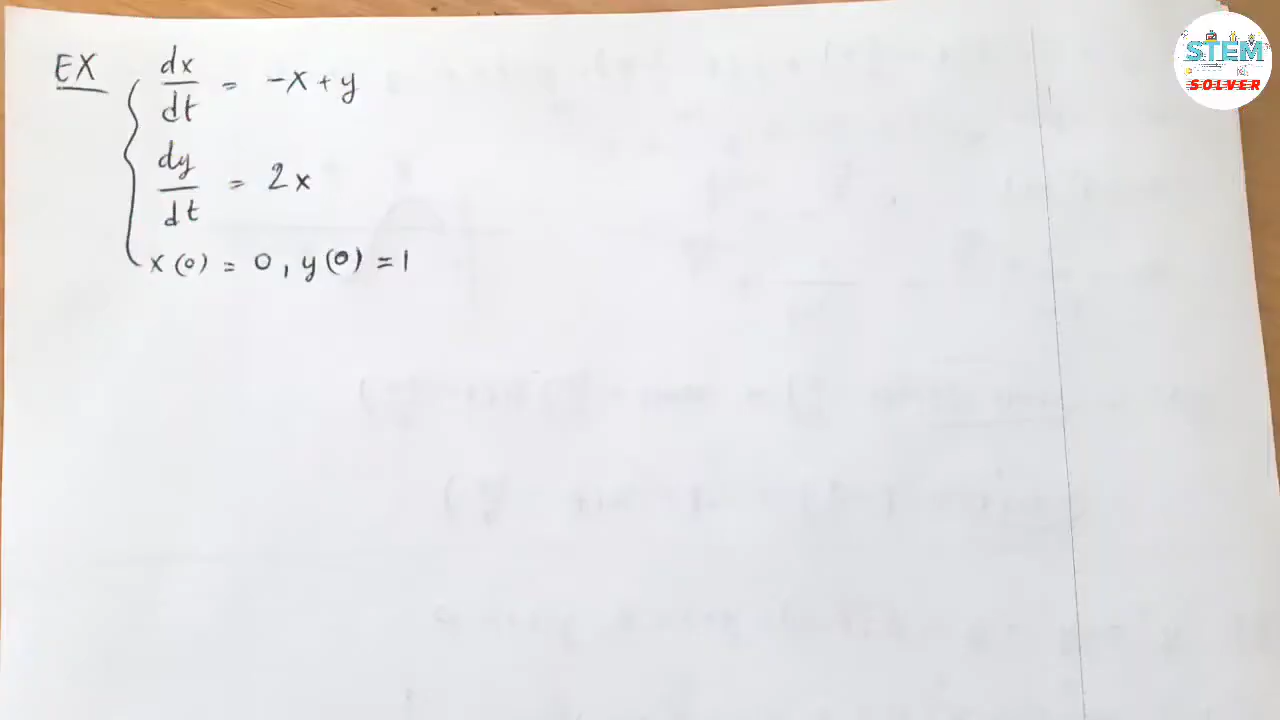 EX
dx/dt = -x + y
dy/dt = 2x
x(0) = 0, y(0) = 1
STEM
SOLVER